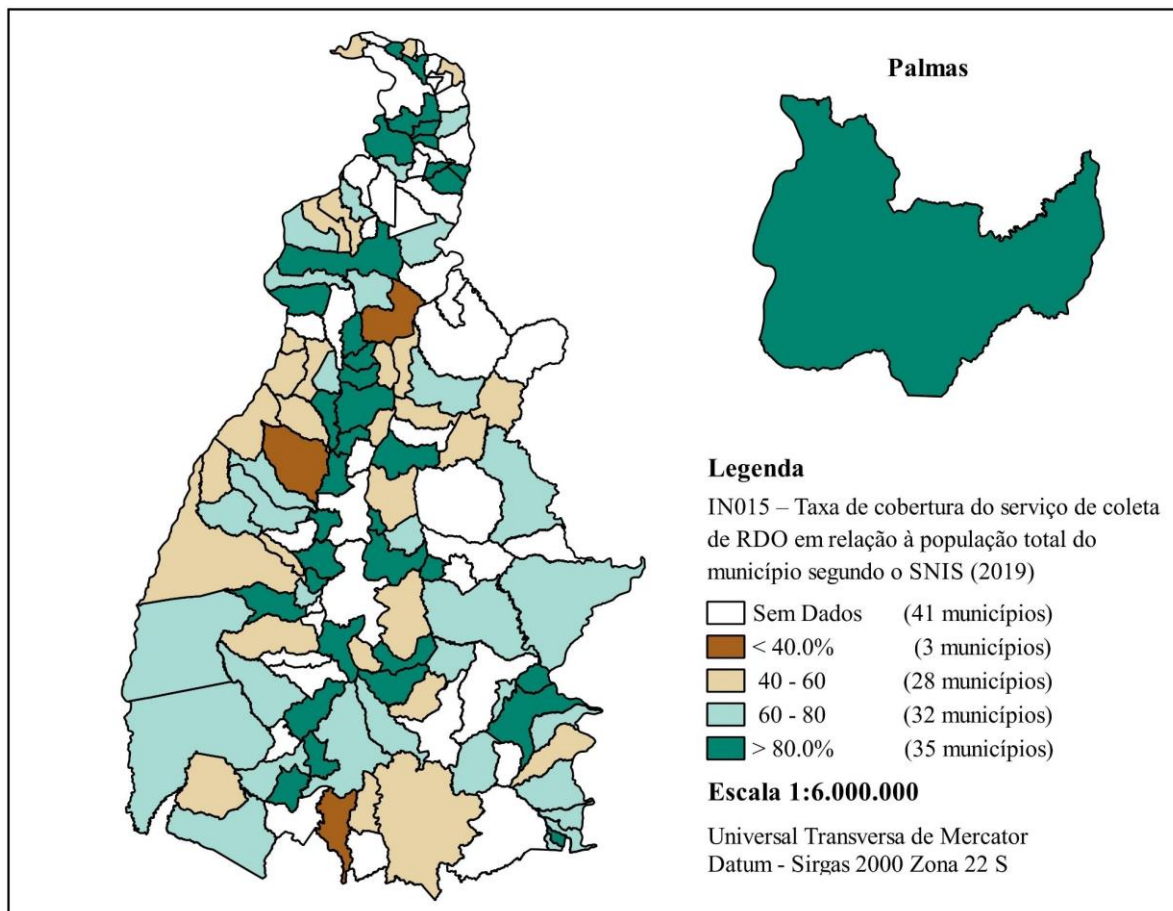 Palmas
Legenda
IN015 – Taxa de cobertura do serviço de coleta
de RDO em relação à população total do
município segundo o SNIS (2019)
Sem Dados (41 municípios)
< 40.0% (3 municípios)
40 - 60 (28 municípios)
60 - 80 (32 municípios)
> 80.0% (35 municípios)
Escala 1:6.000.000
Universal Transversa de Mercator
Datum - Sirgas 2000 Zona 22 S